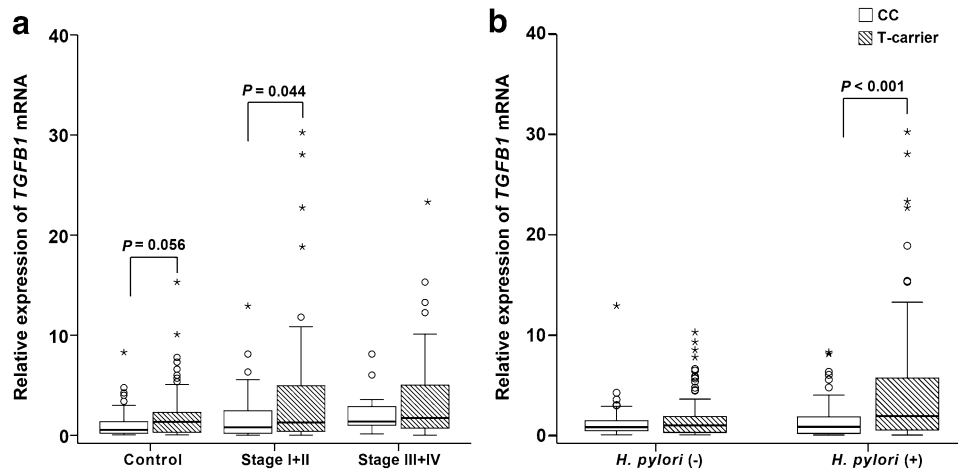 a
Relative expression of TGFB1 mRNA
40
30
20
10
0
P = 0.056
P = 0.044
Control
Stage I+II
Stage III+IV
b
CC
T-carrier
Relative expression of TGFB1 mRNA
40
30
20
10
0
P < 0.001
H. pylori (-)
H. pylori (+)